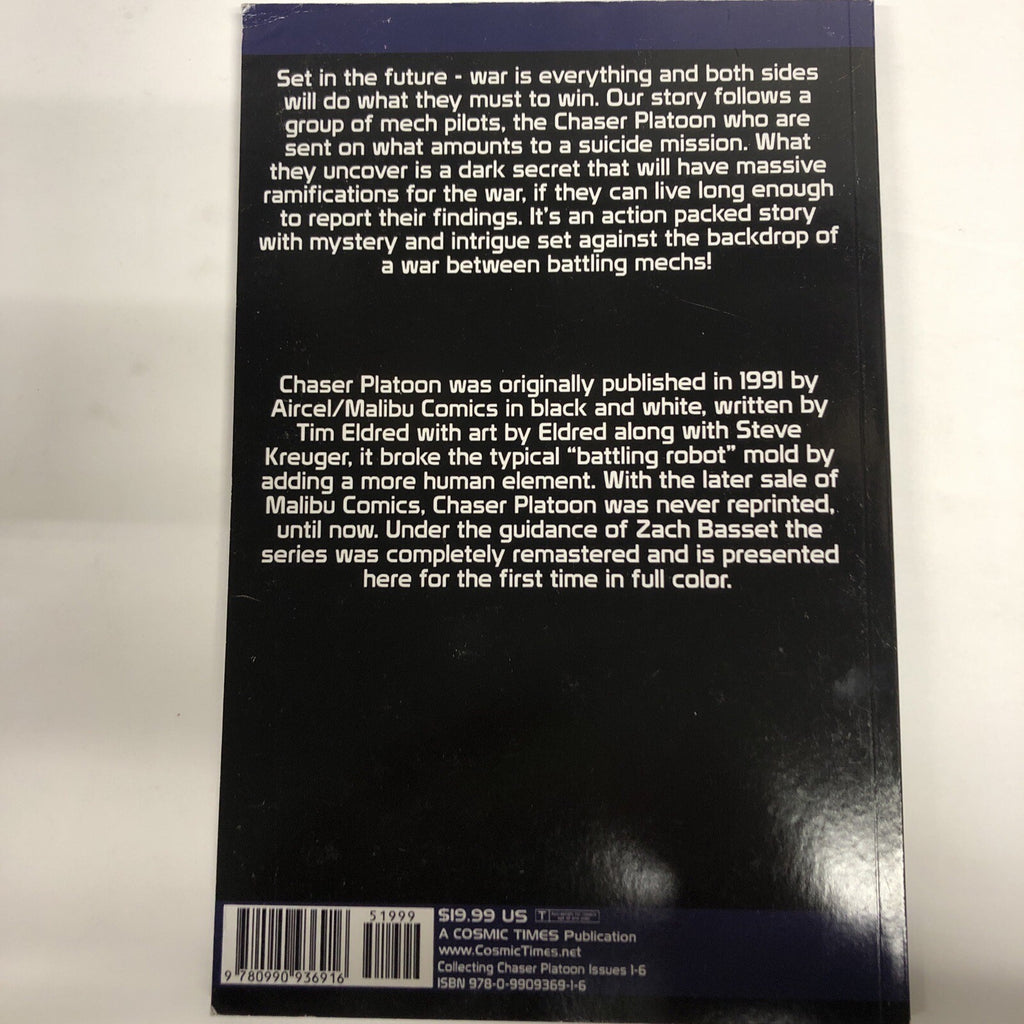 Set in the future - war is everything and both sides
will do what they must to win. Our story follows a
group of mech pilots, the Chaser Platoon who are
sent on what amounts to a suicide mission. What
they uncover is a dark secret that will have massive
ramifications for the war, if they can live long enough
to report their findings. It's an action packed story
with mystery and intrigue set against the backdrop of
a war between battling mechs!
Chaser Platoon was originally published in 1991 by
Aircel/Malibu Comics in black and white, written by
Tim Eldred with art by Eldred along with Steve
Kreuger, it broke the typical “battling robot” mold by
adding a more human element. With the later sale of
Malibu Comics, Chaser Platoon was never reprinted,
until now. Under the guidance of Zach Basset the
series was completely remastered and is presented
here for the first time in full color.
51999
9 780990 936916
$19.99 US T
A COSMIC TIMES Publication
www.CosmicTimes.net
Collecting Chaser Platoon Issues 1-6
ISBN 978-0-9909369-1-6